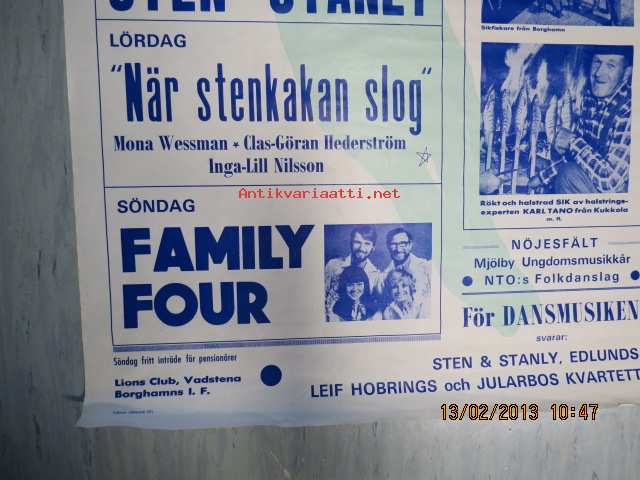 STEN STANLY
LÖRDAG
"När stenkakan slog"
Mona Wessman * Clas-Göran Hederström
Inga-Lill Nilsson
Antikvariaatti.net
SÖNDAG
FAMILY
FOUR
Söndag fritt inträde för pensionärer
Lions Club, Vadstena
Borghamns I. F.
Sikfiskare från Borghamn
Rökt och halstrad SIK av halstrings-
experten KARL TANO från Kukkola
m. fl.
NÖJESFÄLT
Mjölby Ungdomsmusikkår
NTO:s Folkdanslag
För DANSMUSIKEN
svarar:
STEN & STANLY, EDLUNDS
LEIF HOBRINGS och JULARBOS KVARTETT
13/02/2013 10:47